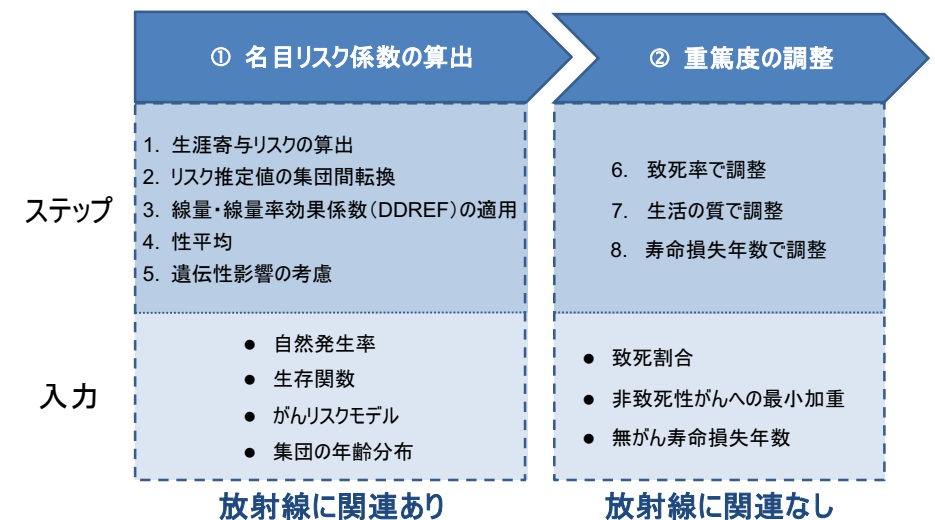 ① 名目リスク係数の算出
② 重篤度の調整
ステップ
1. 生涯寄与リスクの算出
2. リスク推定値の集団間転換
3. 線量・線量率効果係数（DDREF）の適用
4. 性平均
5. 遺伝性影響の考慮
6. 致死率で調整
7. 生活の質で調整
8. 寿命損失年数で調整
入力
● 自然発生率
● 生存関数
● がんリスクモデル
● 集団の年齢分布
● 致死割合
● 非致死性がんへの最小加重
● 無がん寿命損失年数
放射線に関連あり
放射線に関連なし